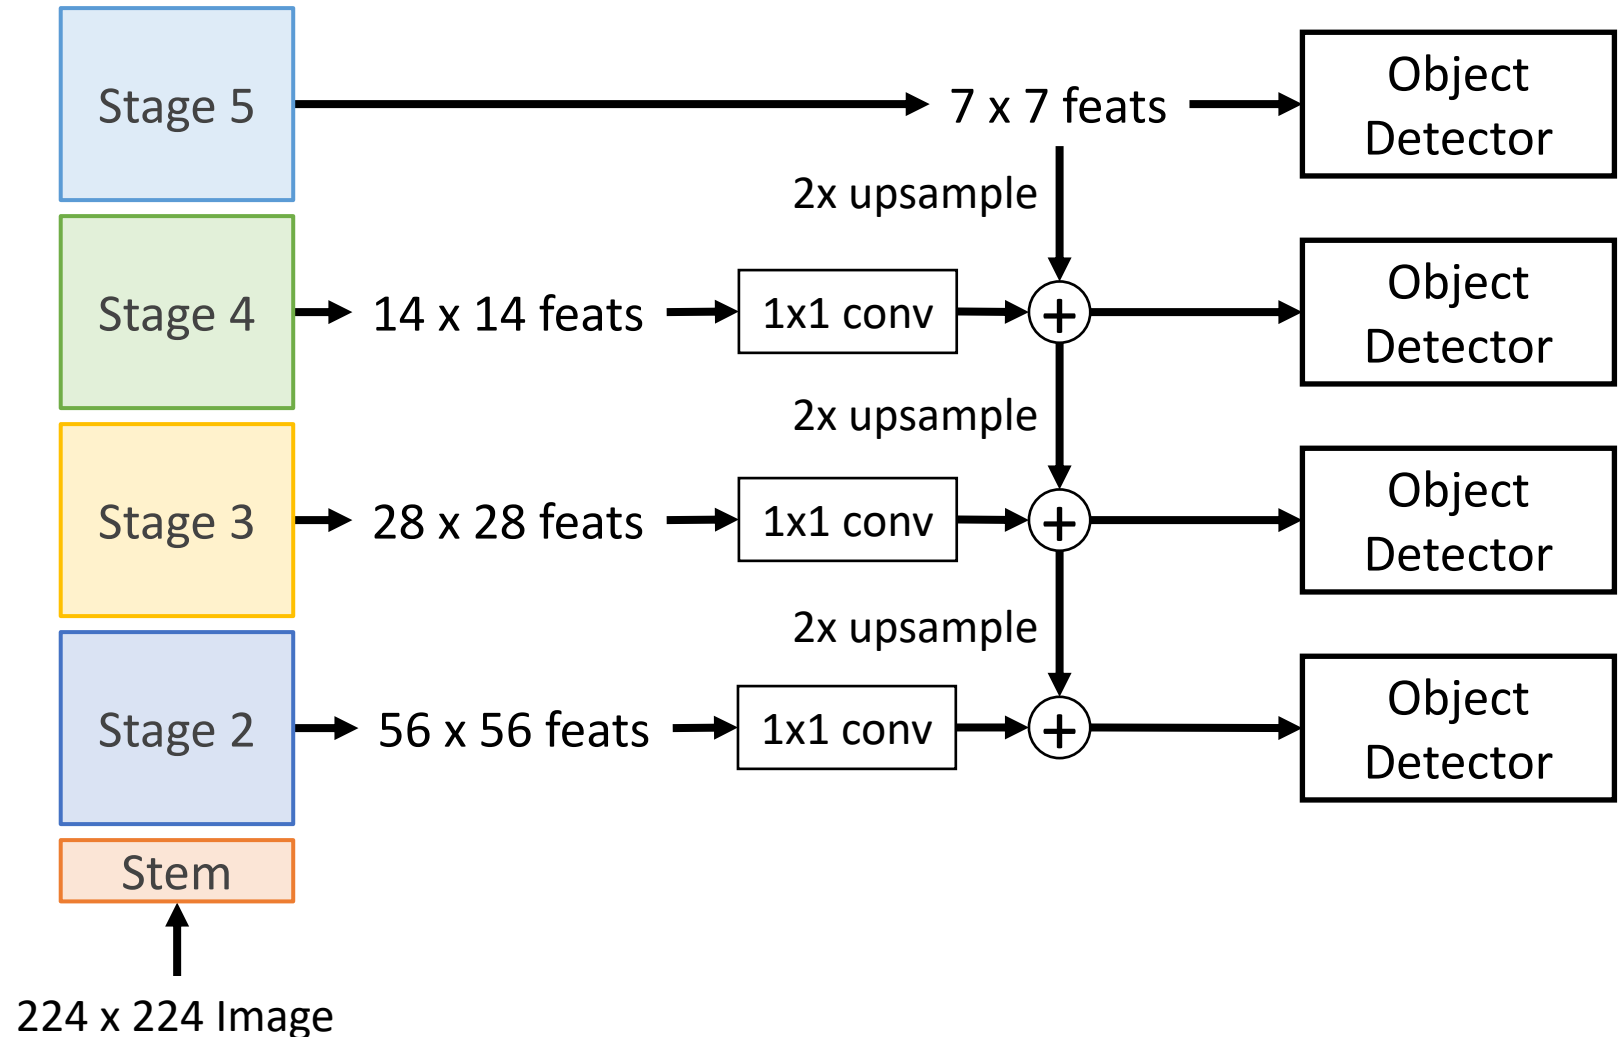 Stage 5
7 x 7 feats
Object
Detector
2x upsample
Stage 4
14 x 14 feats
1x1 conv
+
Object
Detector
2x upsample
Stage 3
28 x 28 feats
1x1 conv
+
Object
Detector
2x upsample
Stage 2
56 x 56 feats
1x1 conv
+
Object
Detector
Stem
224 x 224 Image